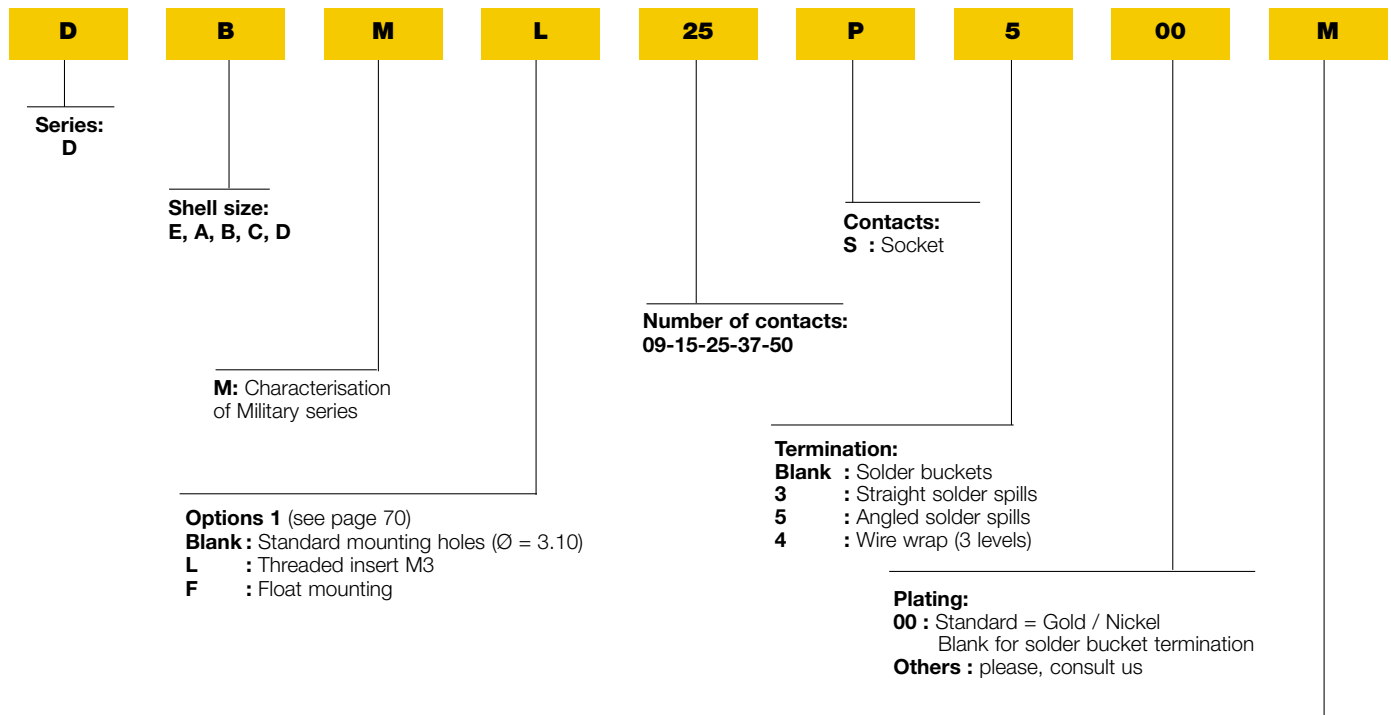 D B M L 25 P 5 00 M
Series:
D
Shell size:
E, A, B, C, D
Contacts:
S : Socket
Number of contacts:
09-15-25-37-50
M: Characterisation
of Military series
Termination:
Blank : Solder buckets
3 : Straight solder spills
5 : Angled solder spills
4 : Wire wrap (3 levels)
Options 1 (see page 70)
Blank : Standard mounting holes (Ø = 3.10)
L : Threaded insert M3
F : Float mounting
Plating:
00 : Standard = Gold / Nickel
Blank for solder bucket termination
Others : please, consult us